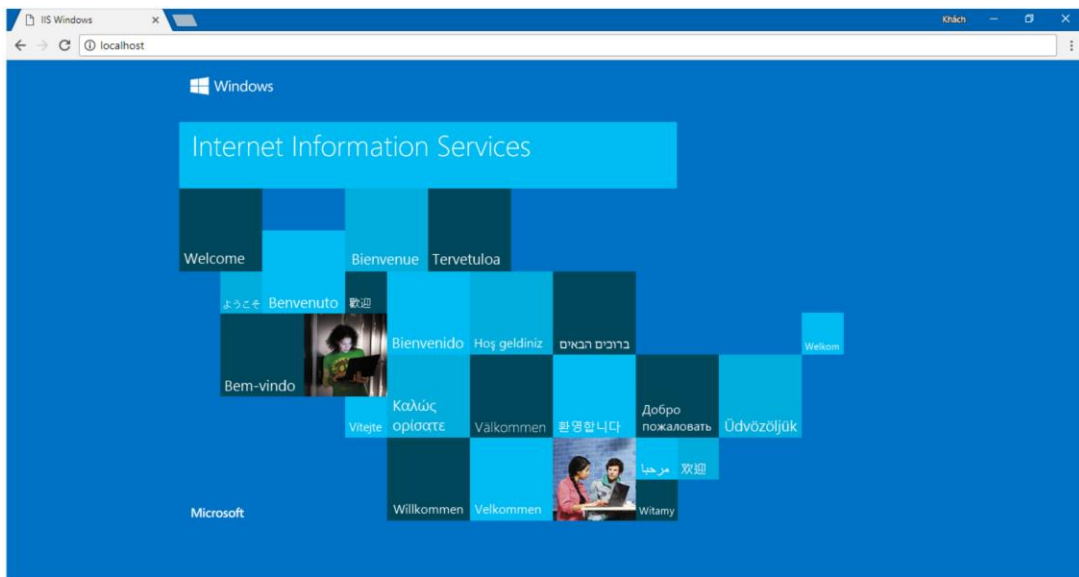 IIS Windows
Khách
localhost
Windows
Internet Information Services
Welcome
Bienvenue
Tervetuloa
ようこそ
Benvenuto
歡迎
Bienvenido
Hoş geldiniz
ברוכים הבאים
Welkom
Bem-vindo
Vítejte
Καλώς
ορίσατε
Välkommen
환영합니다
Добро
пожаловать
Üdvözöljük
مرحبا
欢迎
Microsoft
Willkommen
Velkommen
Witamy